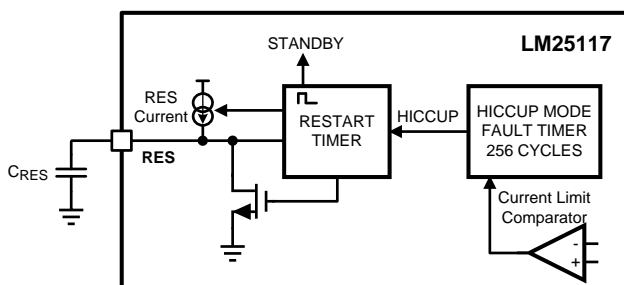 LM25117
STANDBY
RES
Current
RES
CRES
RESTART
TIMER
HICCUP
HICCUP MODE
FAULT TIMER
256 CYCLES
Current Limit
Comparator
-
+